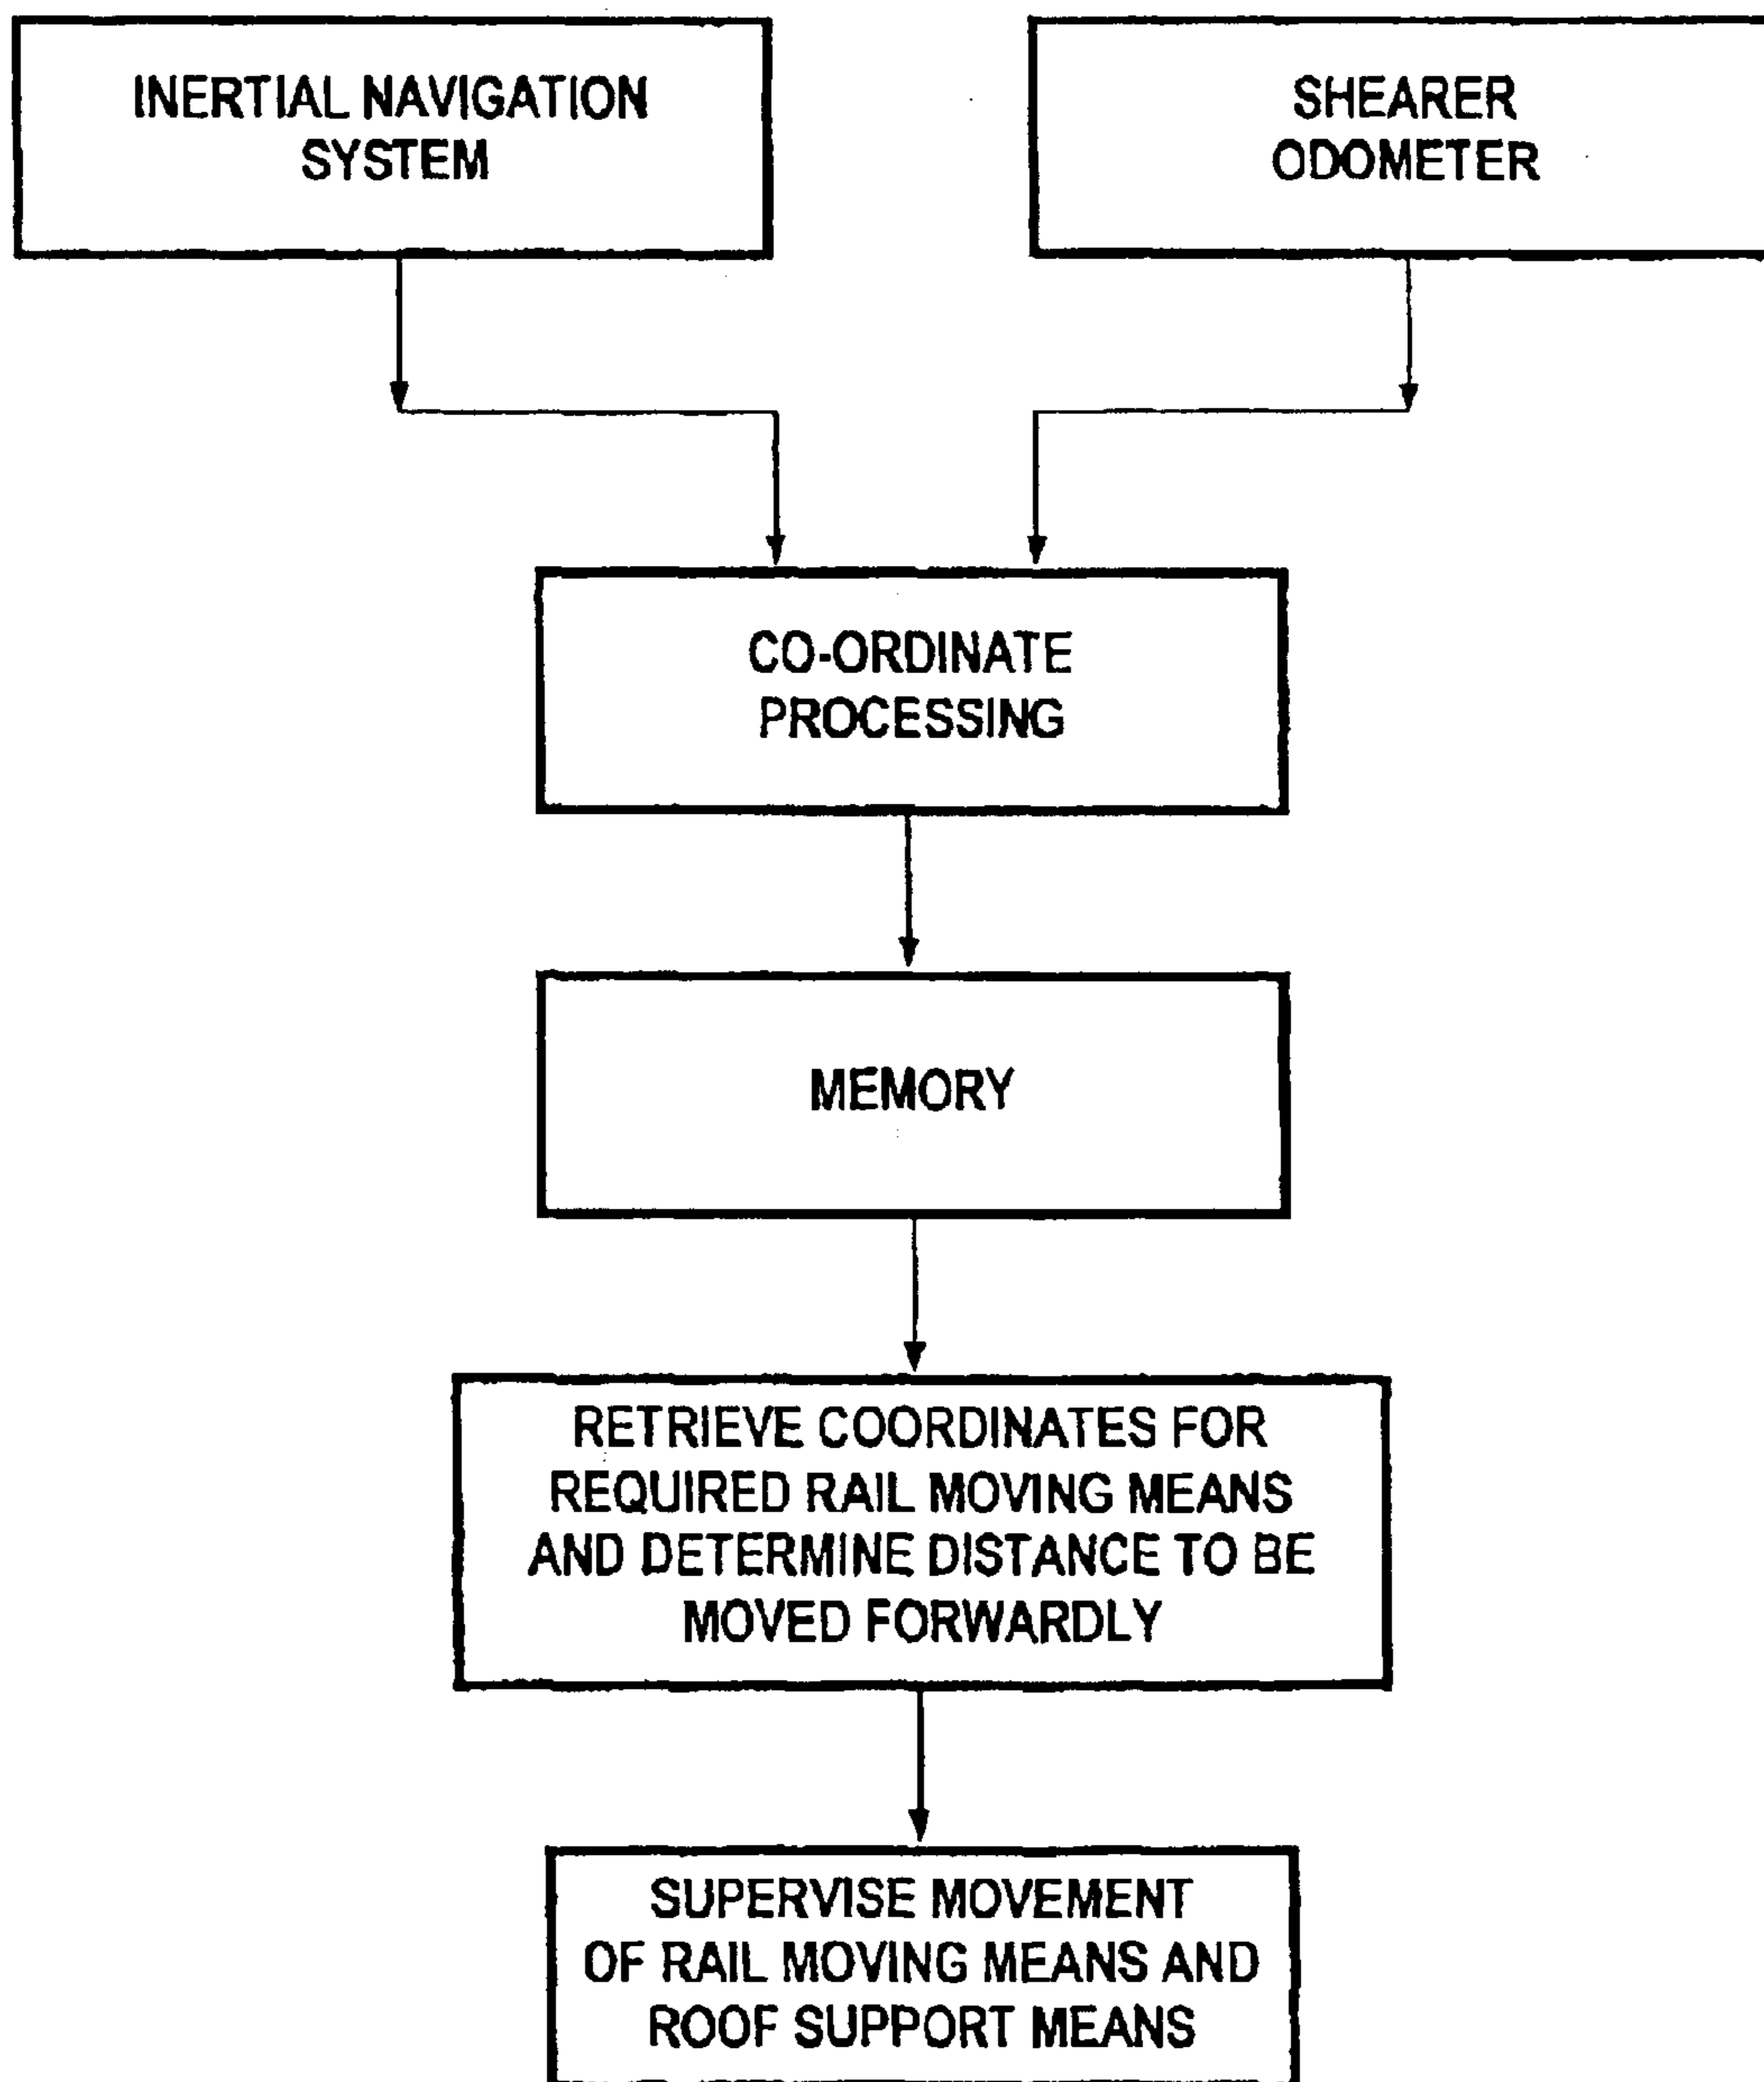 INERTIAL NAVIGATION
SYSTEM
SHEARER
ODOMETER
CO-ORDINATE
PROCESSING
MEMORY
RETRIEVE COORDINATES FOR
REQUIRED RAIL MOVING MEANS
AND DETERMINE DISTANCE TO BE
MOVED FORWARDLY
SUPERVISE MOVEMENT
OF RAIL MOVING MEANS AND
ROOF SUPPORT MEANS